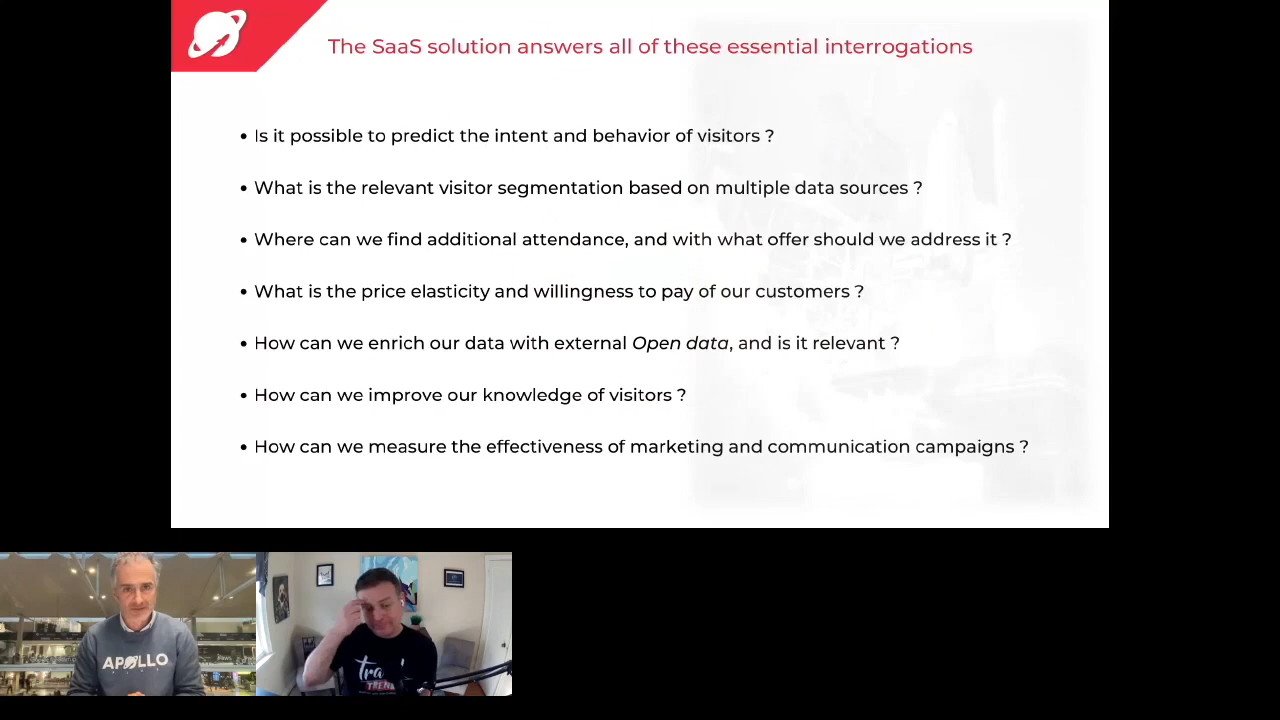 The SaaS solution answers all of these essential interrogations
• Is it possible to predict the intent and behavior of visitors ?
• What is the relevant visitor segmentation based on multiple data sources ?
• Where can we find additional attendance, and with what offer should we address it ?
• What is the price elasticity and willingness to pay of our customers ?
• How can we enrich our data with external Open data, and is it relevant ?
• How can we improve our knowledge of visitors ?
• How can we measure the effectiveness of marketing and communication campaigns ?
APOLLO